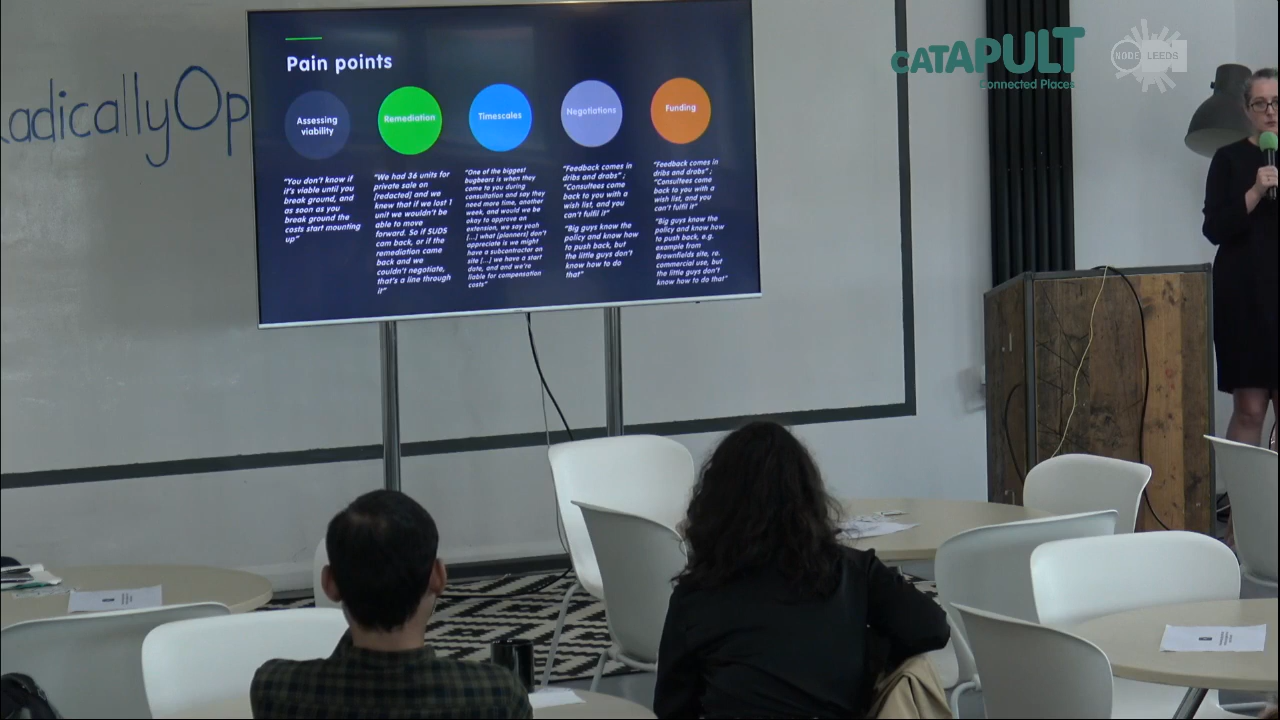 RadicallyOp
Pain points
Assessing
viability
Remediation
Timescales
Negotiations
Funding
"You don't know if
it's viable until you
break ground, and
as soon as you
break ground the
costs start mounting
up"
"We had 36 units for
private sale on
[redacted] and we
know that if we lost 1
unit we wouldn't be
able to move
forward. So if SUDS
com back, or if the
remediation came
back and we
couldn't negotiate,
that's a line through
it"
"One of the biggest
bugbears is when they
come to you during
consultation and say they
need more time, another
week, and would we be
okay to approve an
extension, we say yeah
[...] what [planners] don't
appreciate is we might
have a subcontractor on
site [...] we have a start
date, and and we're
liable for compensation
costs"
"Feedback comes in
dribs and drabs" ;
"Consultees come
back to you with a
wish list, and you
can't fulfil it"
"Big guys know the
policy and know how
to push back, but
the little guys don't
know how to do
that"
"Feedback comes in
dribs and drabs" ;
"Consultees come
back to you with a
wish list, and you
can't fulfil it"
"Big guys know the
policy and know how
to push back, e.g.
example from
Brownfields site, re.
commercial use, but
the little guys don't
know how to do that"
CATAPULT
Connected Places
NODE LEEDS